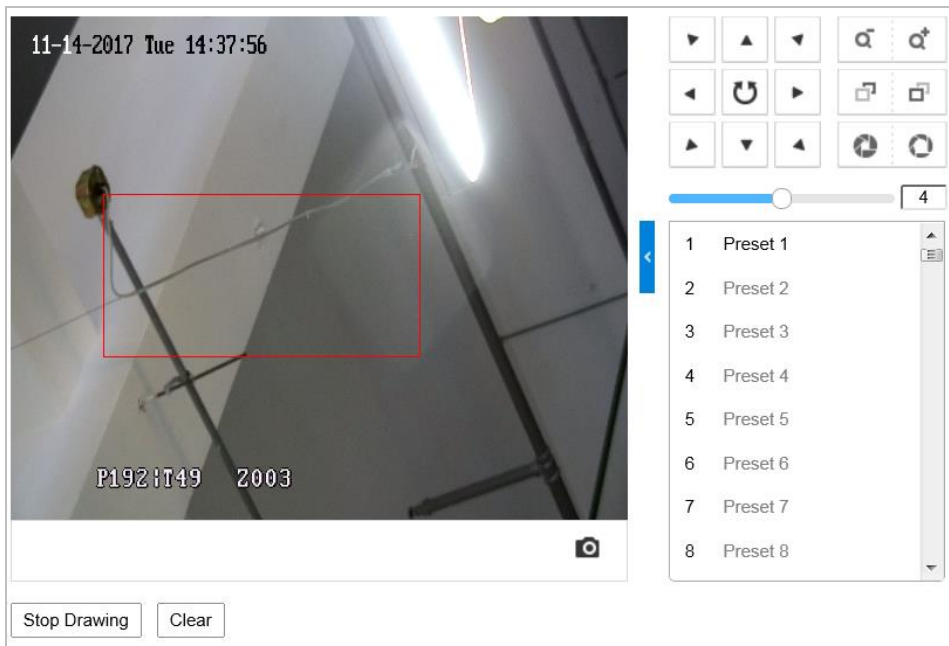 11-14-2017 Tue 14:37:56
P192 T49 Z003
4
1 Preset 1
2 Preset 2
3 Preset 3
4 Preset 4
5 Preset 5
6 Preset 6
7 Preset 7
8 Preset 8
Stop Drawing
Clear